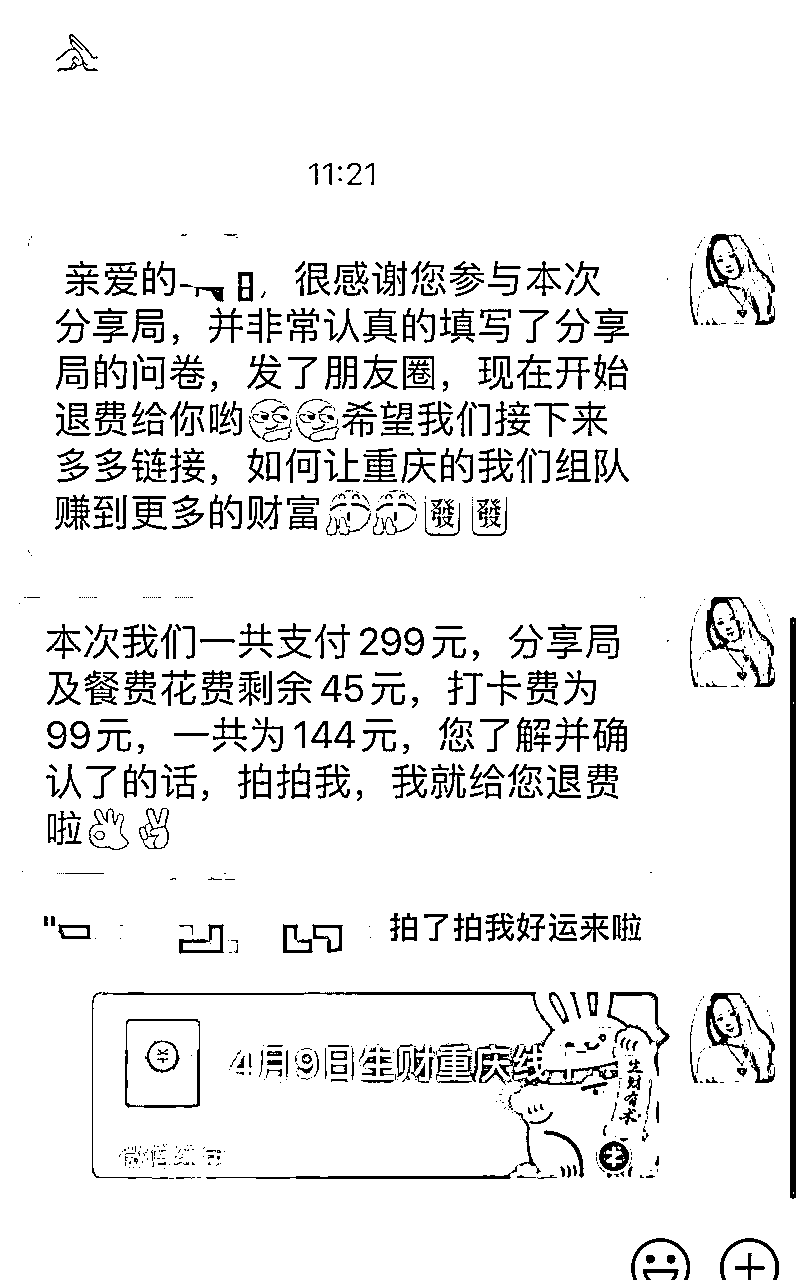 11:21
亲爱的
，很感谢您参与本次
分享局，并非常认真的填写了分享
局的问卷，发了朋友圈，现在开始
退费给你哟希望我们接下来
多多链接，如何让重庆的我们组队
赚到更多的财富發發
本次我们一共支付299元，分享局
及餐费花费剩余45元，打卡费为
99元，一共为144元，您了解并确
认了的话，拍拍我，我就给您退费
啦
"
拍了拍我好运来啦
4月9日生财重庆线下
生财有术
微信红包